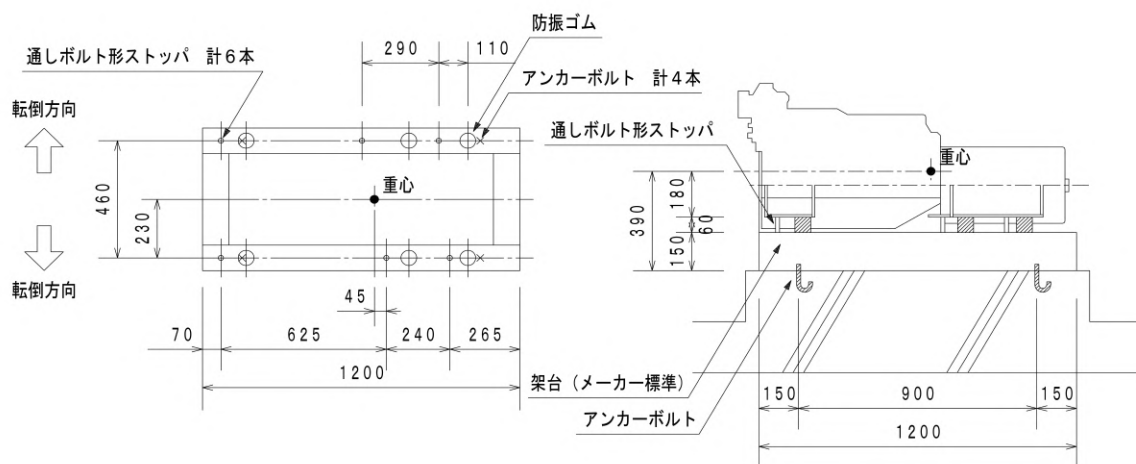 防振ゴム
通しボルト形ストッパ 計6本
290
110
アンカーボルト 計4本
転倒方向
通しボルト形ストッパ
重心
重心
460
230
390
180
60
150
転倒方向
45
70
625
240
265
1200
架台（メーカー標準）
アンカーボルト
150
900
150
1200